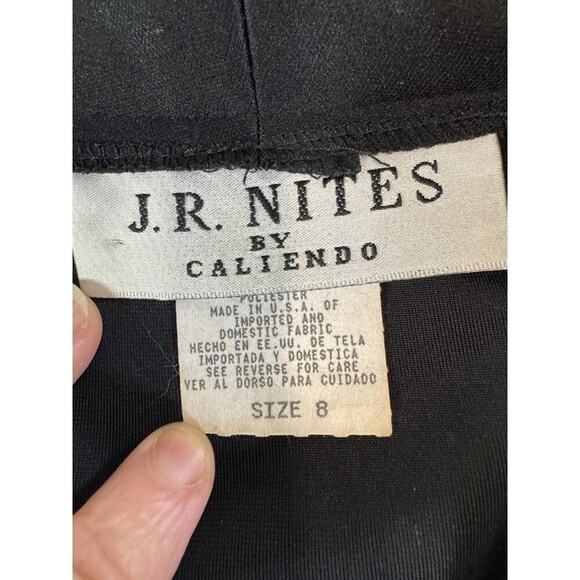 J.R. NITES
BY
CALIENDO
POLIESTER
MADE IN U.S.A. OF
IMPORTED AND
DOMESTIC FABRIC
HECHO EN EE.UU. DE TELA
IMPORTADA Y DOMESTICA
SEE REVERSE FOR CARE
VER AL DORSO PARA CUIDADO
SIZE 8